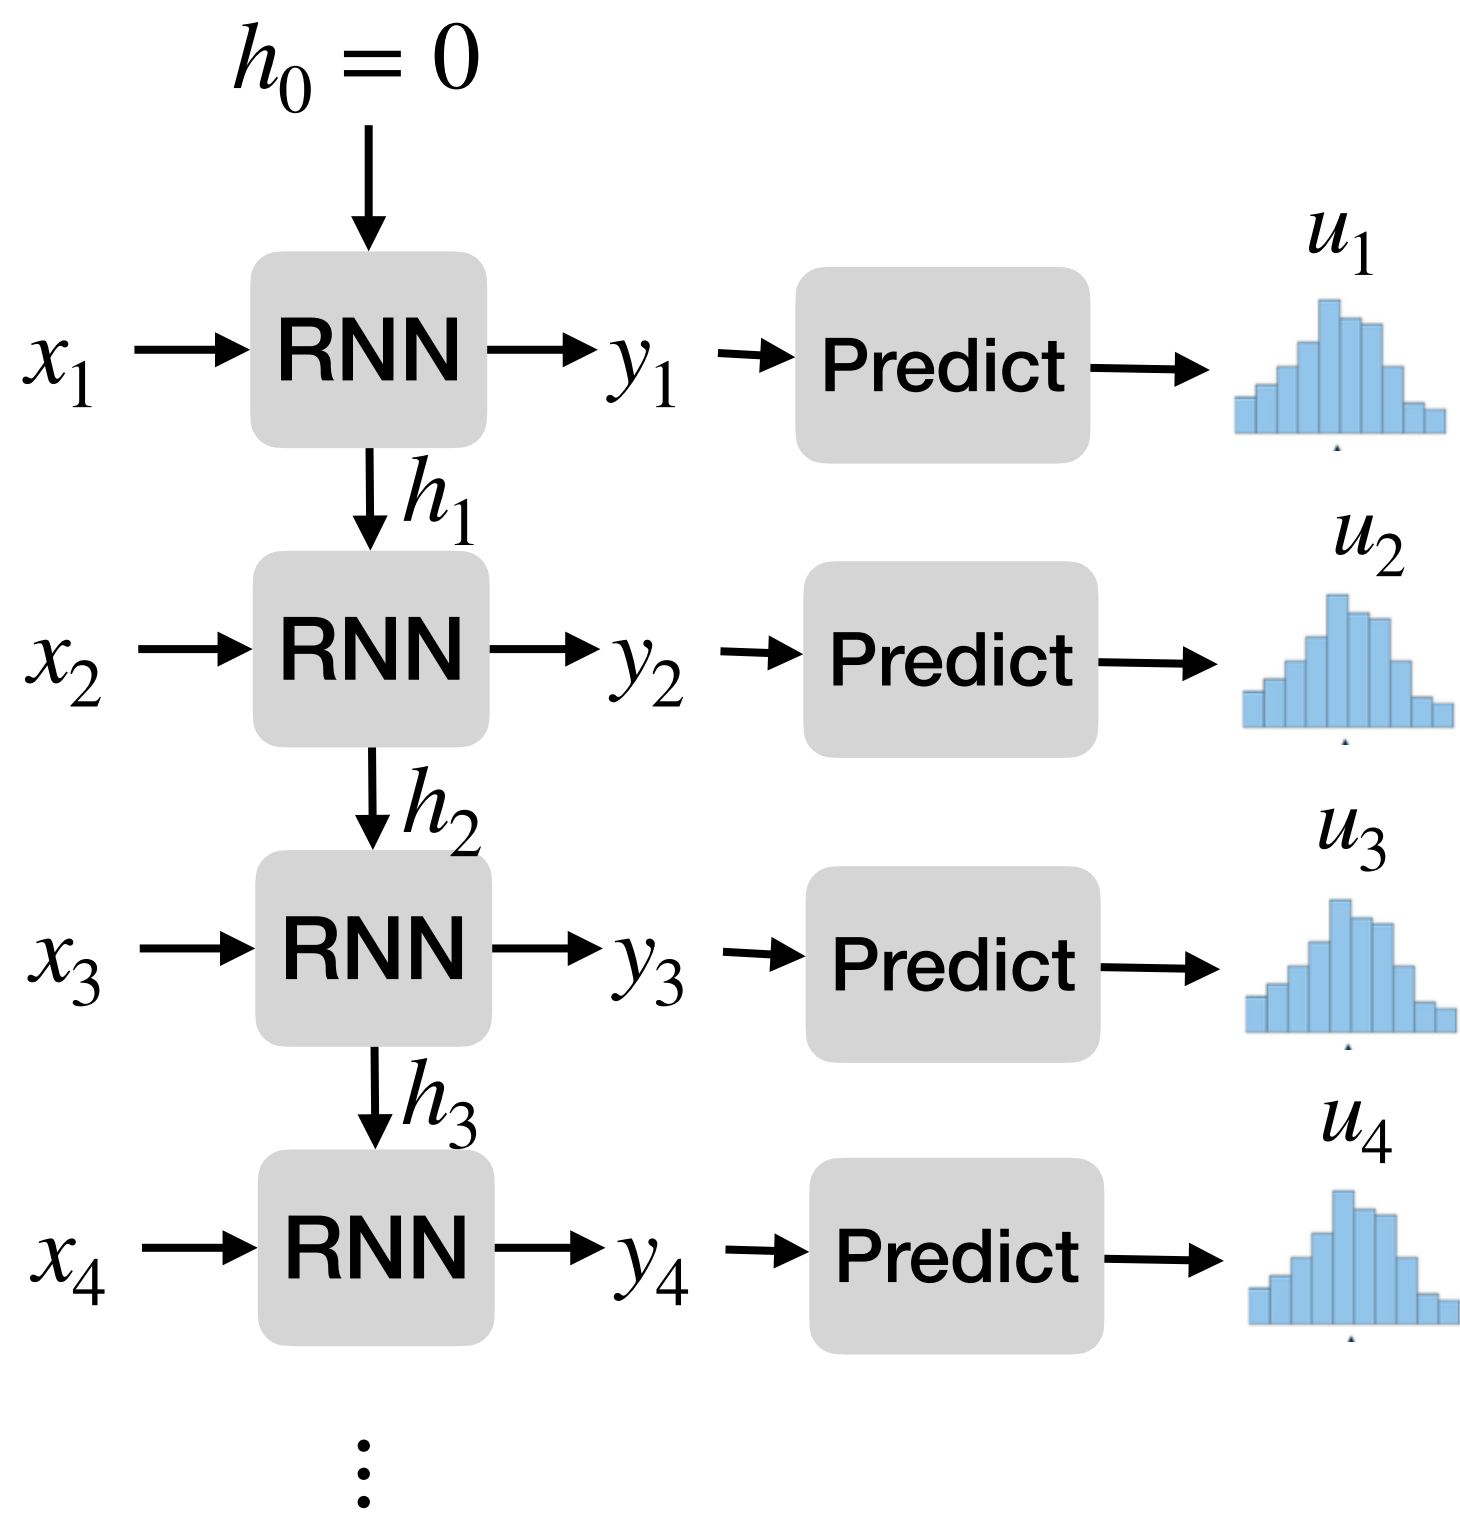 h₀ = 0
x₁ RNN y₁ Predict u₁
h₁
x₂ RNN y₂ Predict u₂
h₂
x₃ RNN y₃ Predict u₃
h₃
x₄ RNN y₄ Predict u₄
⋮